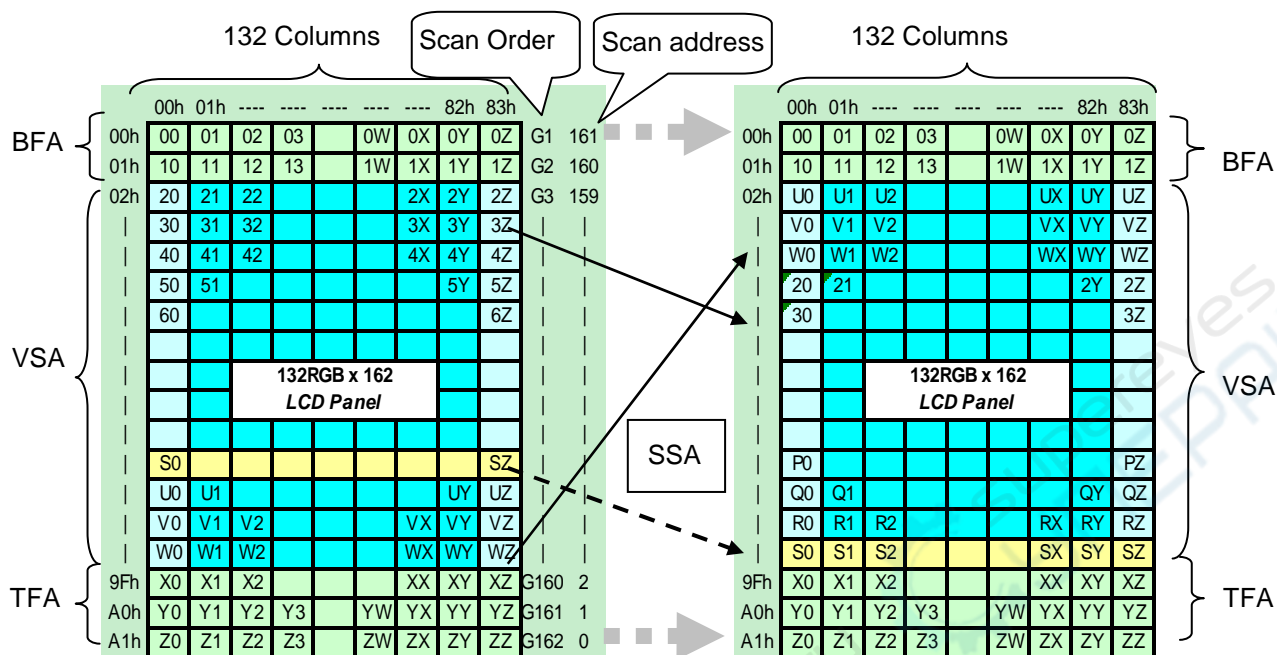 132 Columns Scan Order Scan address 132 Columns
00h 01h ---- ---- ---- ---- ---- 82h 83h 00h 01h ---- ---- ---- ---- ---- 82h 83h
BFA 00h 00 01 02 03 0W 0X 0Y 0Z G1 161 00h 00 01 02 03 0W 0X 0Y 0Z BFA
01h 10 11 12 13 1W 1X 1Y 1Z G2 160 01h 10 11 12 13 1W 1X 1Y 1Z
02h 20 21 22 2X 2Y 2Z G3 159 02h U0 U1 U2 UX UY UZ
| 30 31 32 3X 3Y 3Z | | | V0 V1 V2 VX VY VZ
| 40 41 42 4X 4Y 4Z | | | W0 W1 W2 WX WY WZ
| 50 51 5Y 5Z | | | 20 21 2Y 2Z
| 60 6Z | | | 30 3Z
VSA VSA
132RGB x 162 132RGB x 162
LCD Panel LCD Panel
SSA
| S0 SZ | | | P0 PZ
| U0 U1 UY UZ | | | Q0 Q1 QY QZ
| V0 V1 V2 VX VY VZ | | | R0 R1 R2 RX RY RZ
| W0 W1 W2 WX WY WZ | | | S0 S1 S2 SX SY SZ
9Fh X0 X1 X2 XX XY XZ G160 2 9Fh X0 X1 X2 XX XY XZ
TFA A0h Y0 Y1 Y2 Y3 YW YX YY YZ G161 1 A0h Y0 Y1 Y2 Y3 YW YX YY YZ TFA
A1h Z0 Z1 Z2 Z3 ZW ZX ZY ZZ G162 0 A1h Z0 Z1 Z2 Z3 ZW ZX ZY ZZ
supereyes